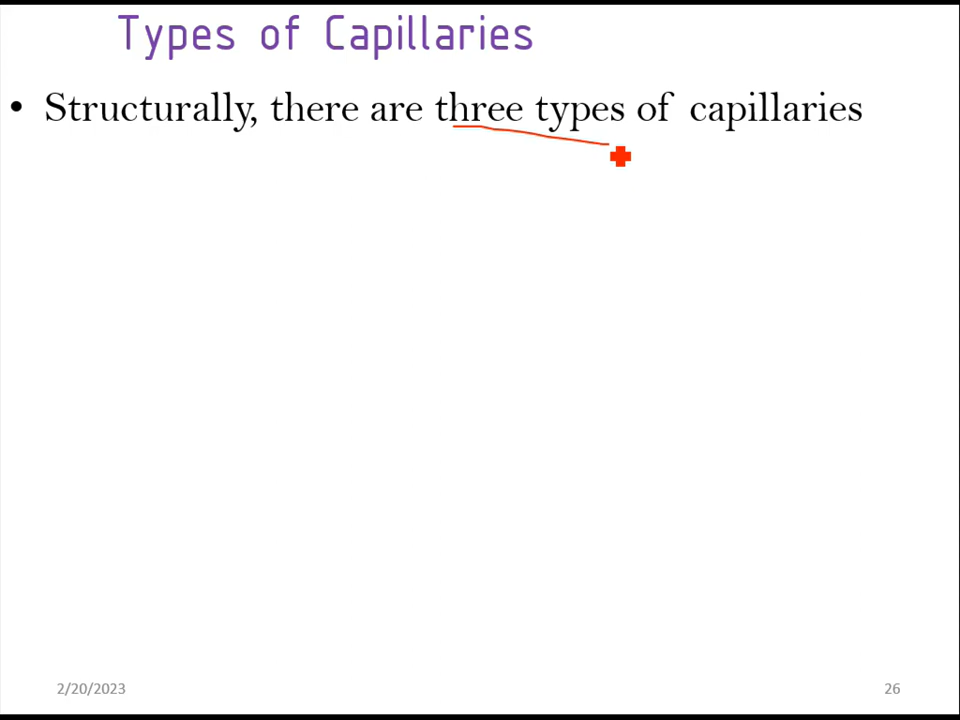 Types of Capillaries
• Structurally, there are three types of capillaries
2/20/2023
26